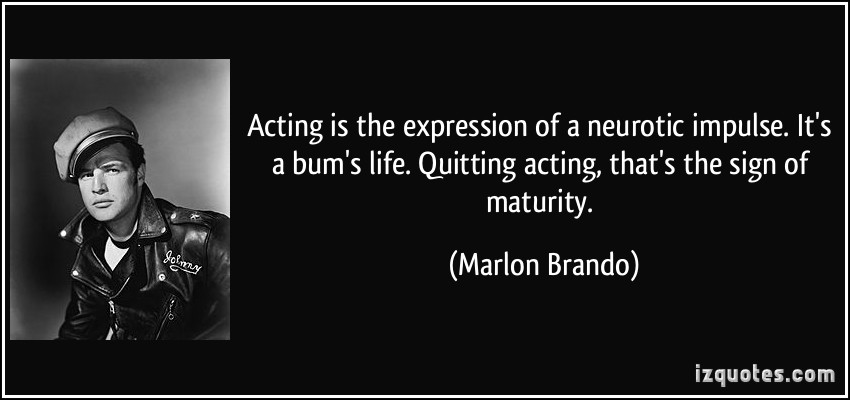 Acting is the expression of a neurotic impulse. It's
a bum's life. Quitting acting, that's the sign of
maturity.
(Marlon Brando)
Johnny
izquotes.com